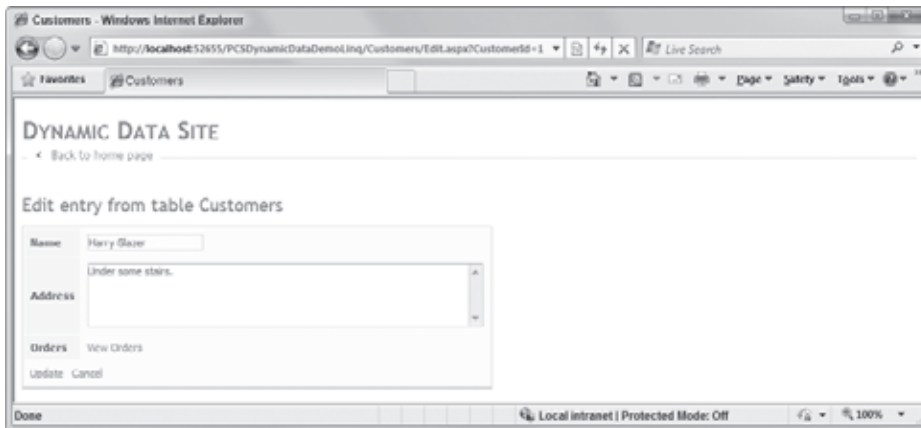 Customers - Windows Internet Explorer
http://localhost:52655/PCSDynamicDataDemoLinq/Customers/Edit.aspx?CustomerId=1
Live Search
Favorites
Customers
Page
Safety
Tools
DYNAMIC DATA SITE
< Back to home page
Edit entry from table Customers
Name
Harry Glazer
Address
Under some stairs.
Orders
View Orders
Update Cancel
Done
Local intranet | Protected Mode: Off
100%